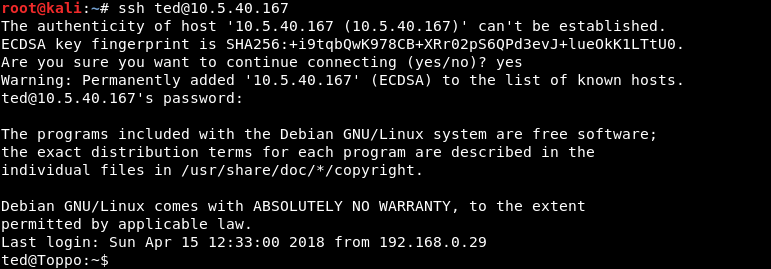 root@kali:~# ssh ted@10.5.40.167
The authenticity of host '10.5.40.167 (10.5.40.167)' can't be established.
ECDSA key fingerprint is SHA256:+i9tqbQwK978CB+XRr02pS6QPd3evJ+lueOkK1LTtU0.
Are you sure you want to continue connecting (yes/no)? yes
Warning: Permanently added '10.5.40.167' (ECDSA) to the list of known hosts.
ted@10.5.40.167's password:
The programs included with the Debian GNU/Linux system are free software;
the exact distribution terms for each program are described in the
individual files in /usr/share/doc/*/copyright.
Debian GNU/Linux comes with ABSOLUTELY NO WARRANTY, to the extent
permitted by applicable law.
Last login: Sun Apr 15 12:33:00 2018 from 192.168.0.29
ted@Toppo:~$